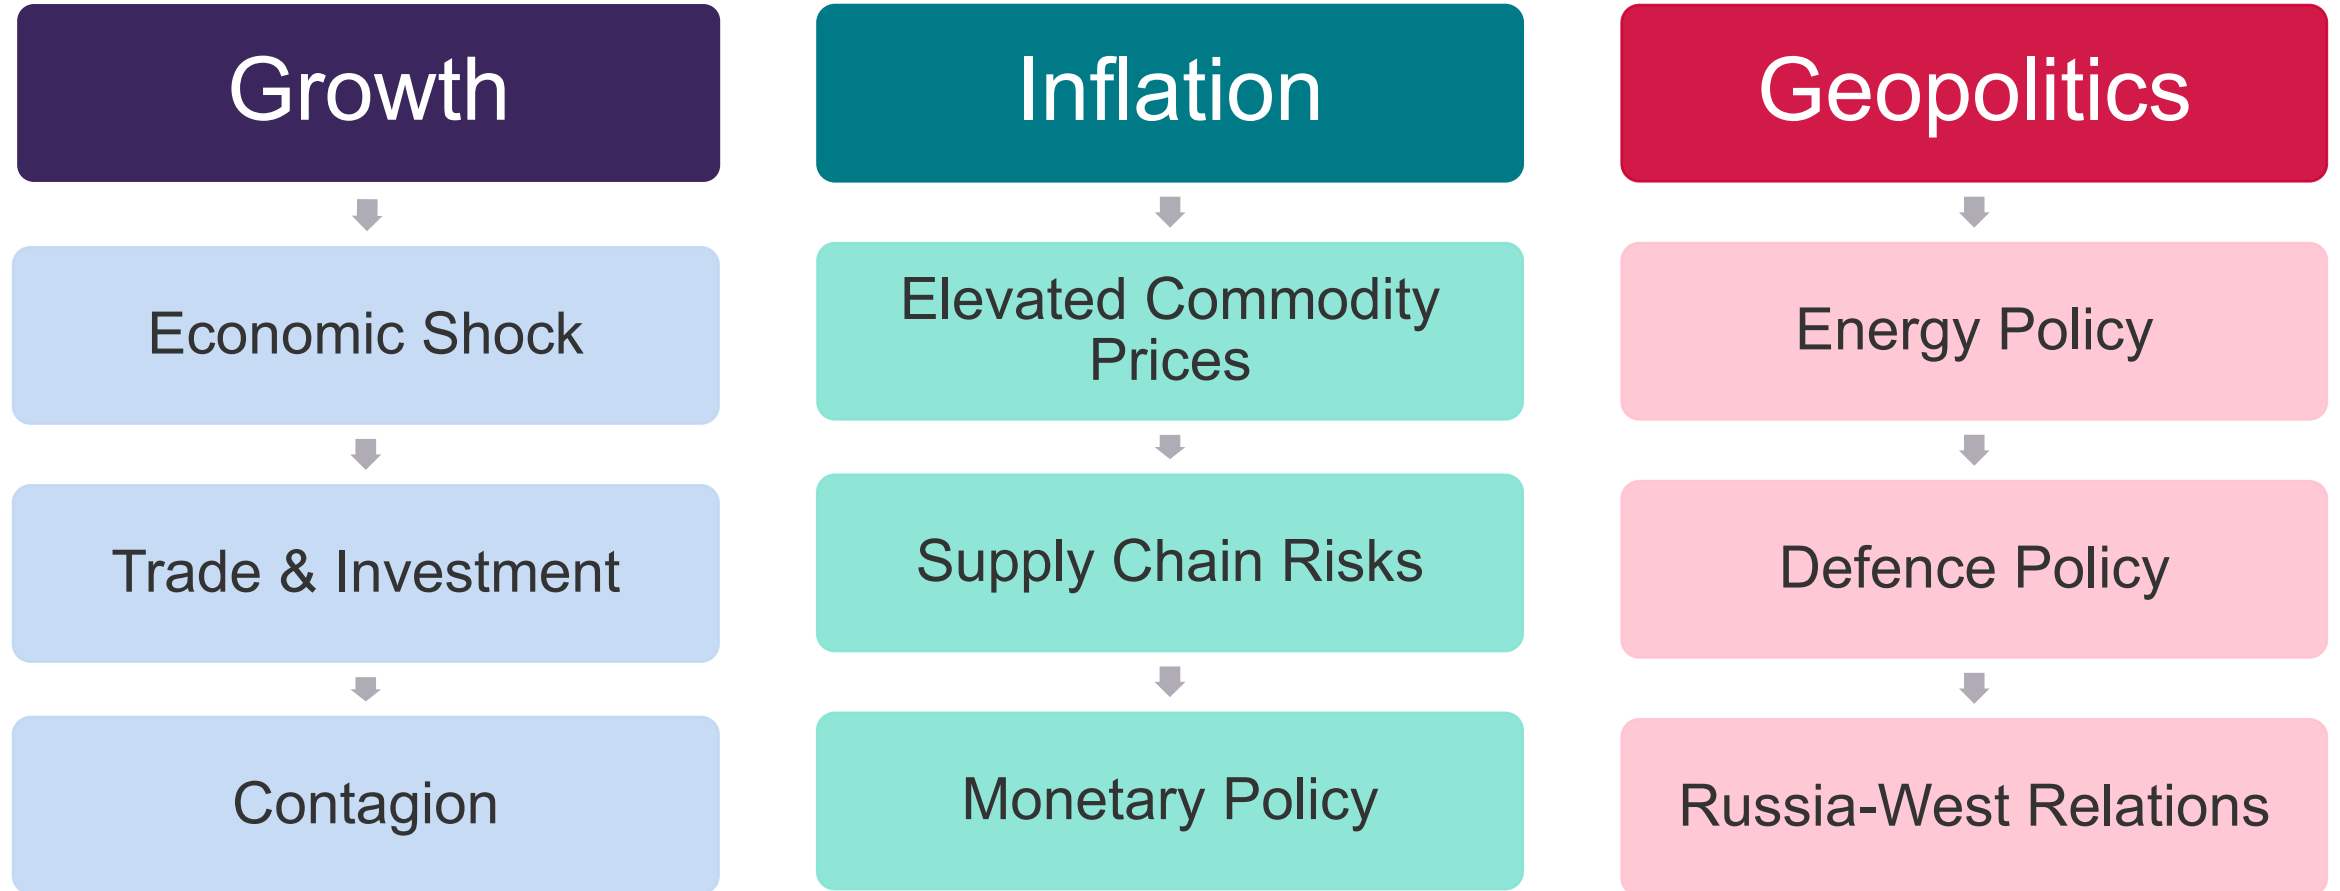 Growth
Economic Shock
Trade & Investment
Contagion
Inflation
Elevated Commodity
Prices
Supply Chain Risks
Monetary Policy
Geopolitics
Energy Policy
Defence Policy
Russia-West Relations